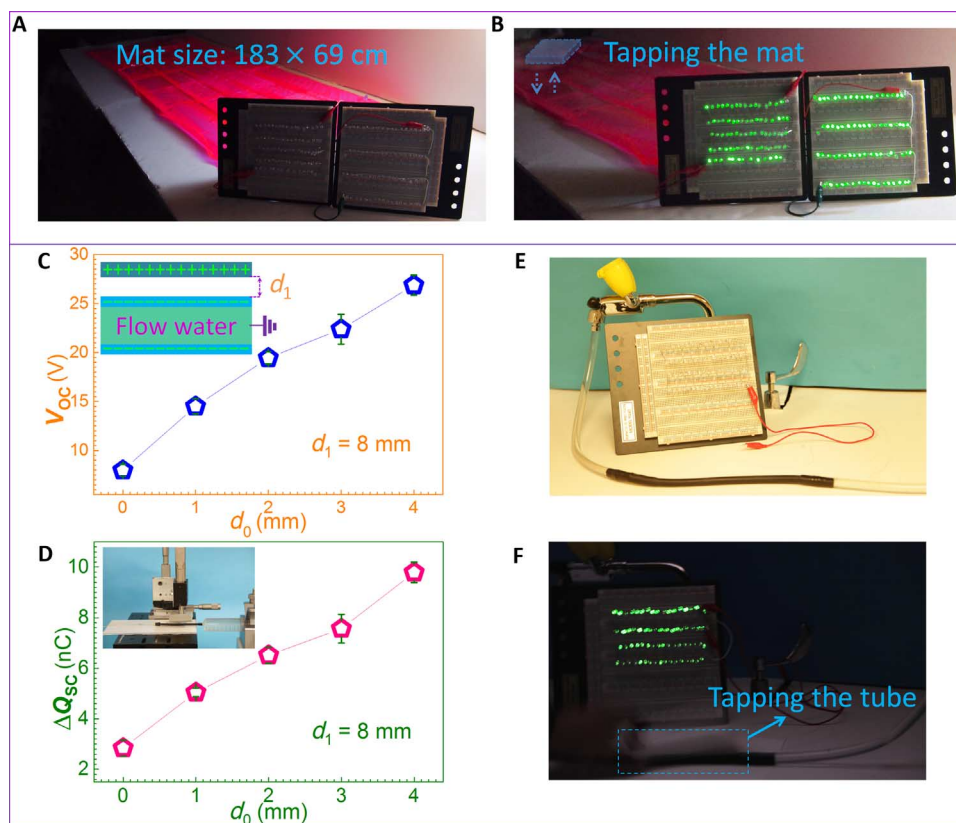 A
Mat size: 183 × 69 cm
B
Tapping the mat
C
30
25
20
15
10
V_OC (V)
d₁
Flow water
d₁ = 8 mm
0 1 2 3 4
d₀ (mm)
D
10
8
6
4
2
ΔQ_SC (nC)
d₁ = 8 mm
0 1 2 3 4
d₀ (mm)
E
F
Tapping the tube